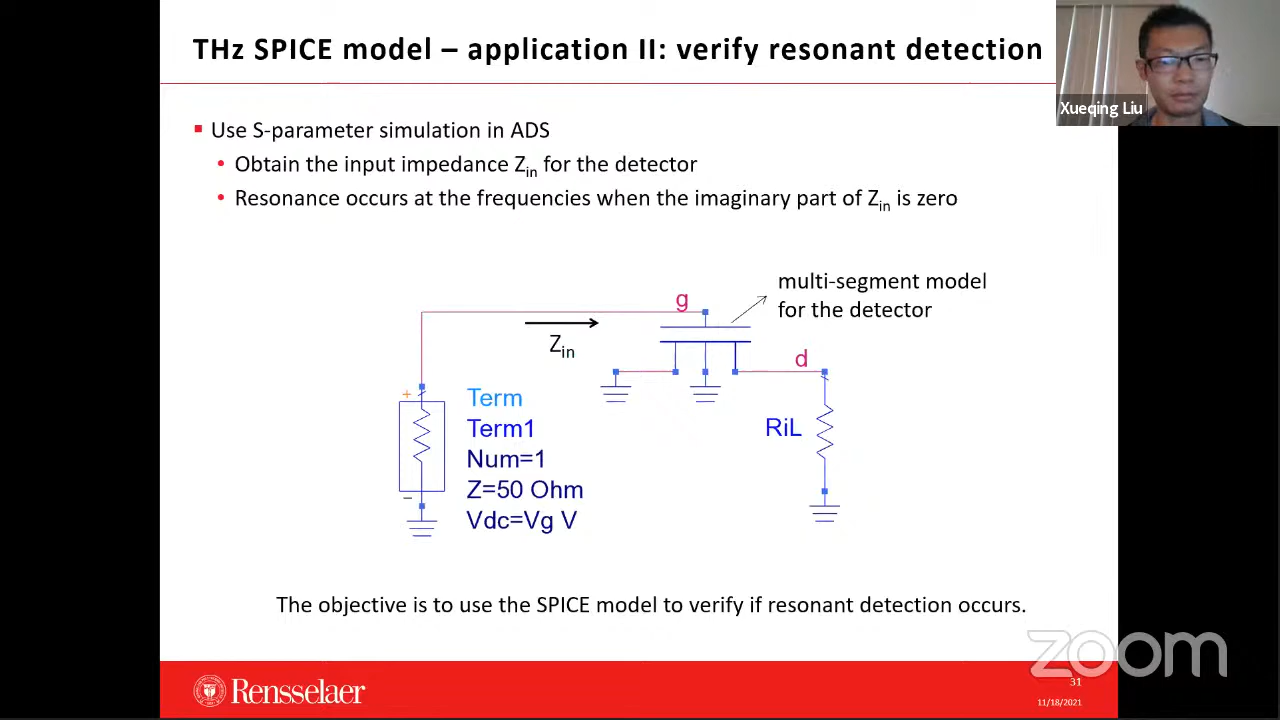 THz SPICE model – application II: verify resonant detection
Xueqing Liu
▪ Use S-parameter simulation in ADS
• Obtain the input impedance Zin for the detector
• Resonance occurs at the frequencies when the imaginary part of Zin is zero
multi-segment model
for the detector
g
Zin
d
+
Term
Term1
Num=1
Z=50 Ohm
Vdc=Vg V
–
RiL
The objective is to use the SPICE model to verify if resonant detection occurs.
zoom
Rensselaer
31
11/18/2021